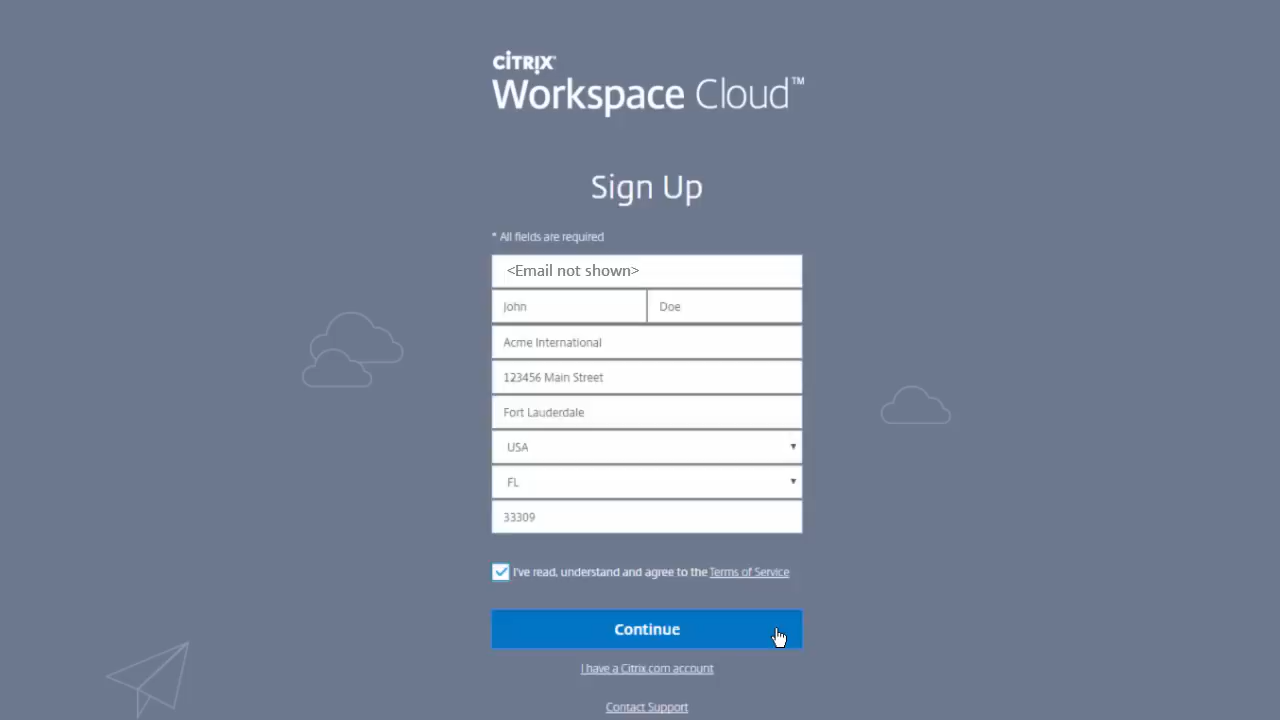 CITRIX
Workspace Cloud™
Sign Up
* All fields are required
<Email not shown>
John Doe
Acme International
123456 Main Street
Fort Lauderdale
USA
FL
33309
I've read, understand and agree to the Terms of Service
Continue
I have a Citrix.com account
Contact Support